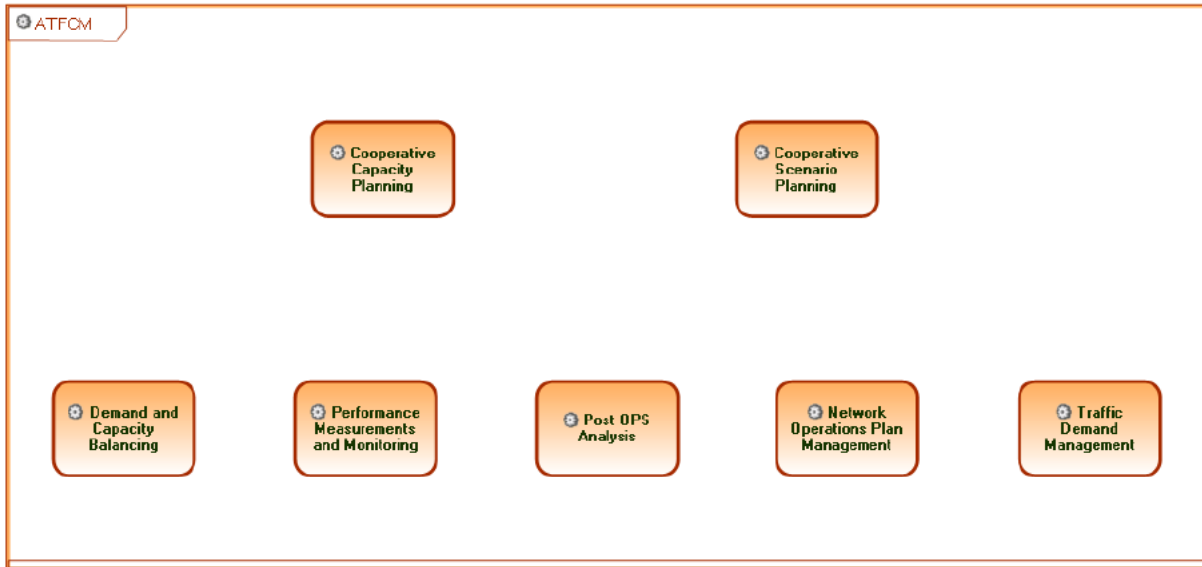 ATFCM
Cooperative
Capacity
Planning
Cooperative
Scenario
Planning
Demand and
Capacity
Balancing
Performance
Measurements
and Monitoring
Post OPS
Analysis
Network
Operations Plan
Management
Traffic
Demand
Management